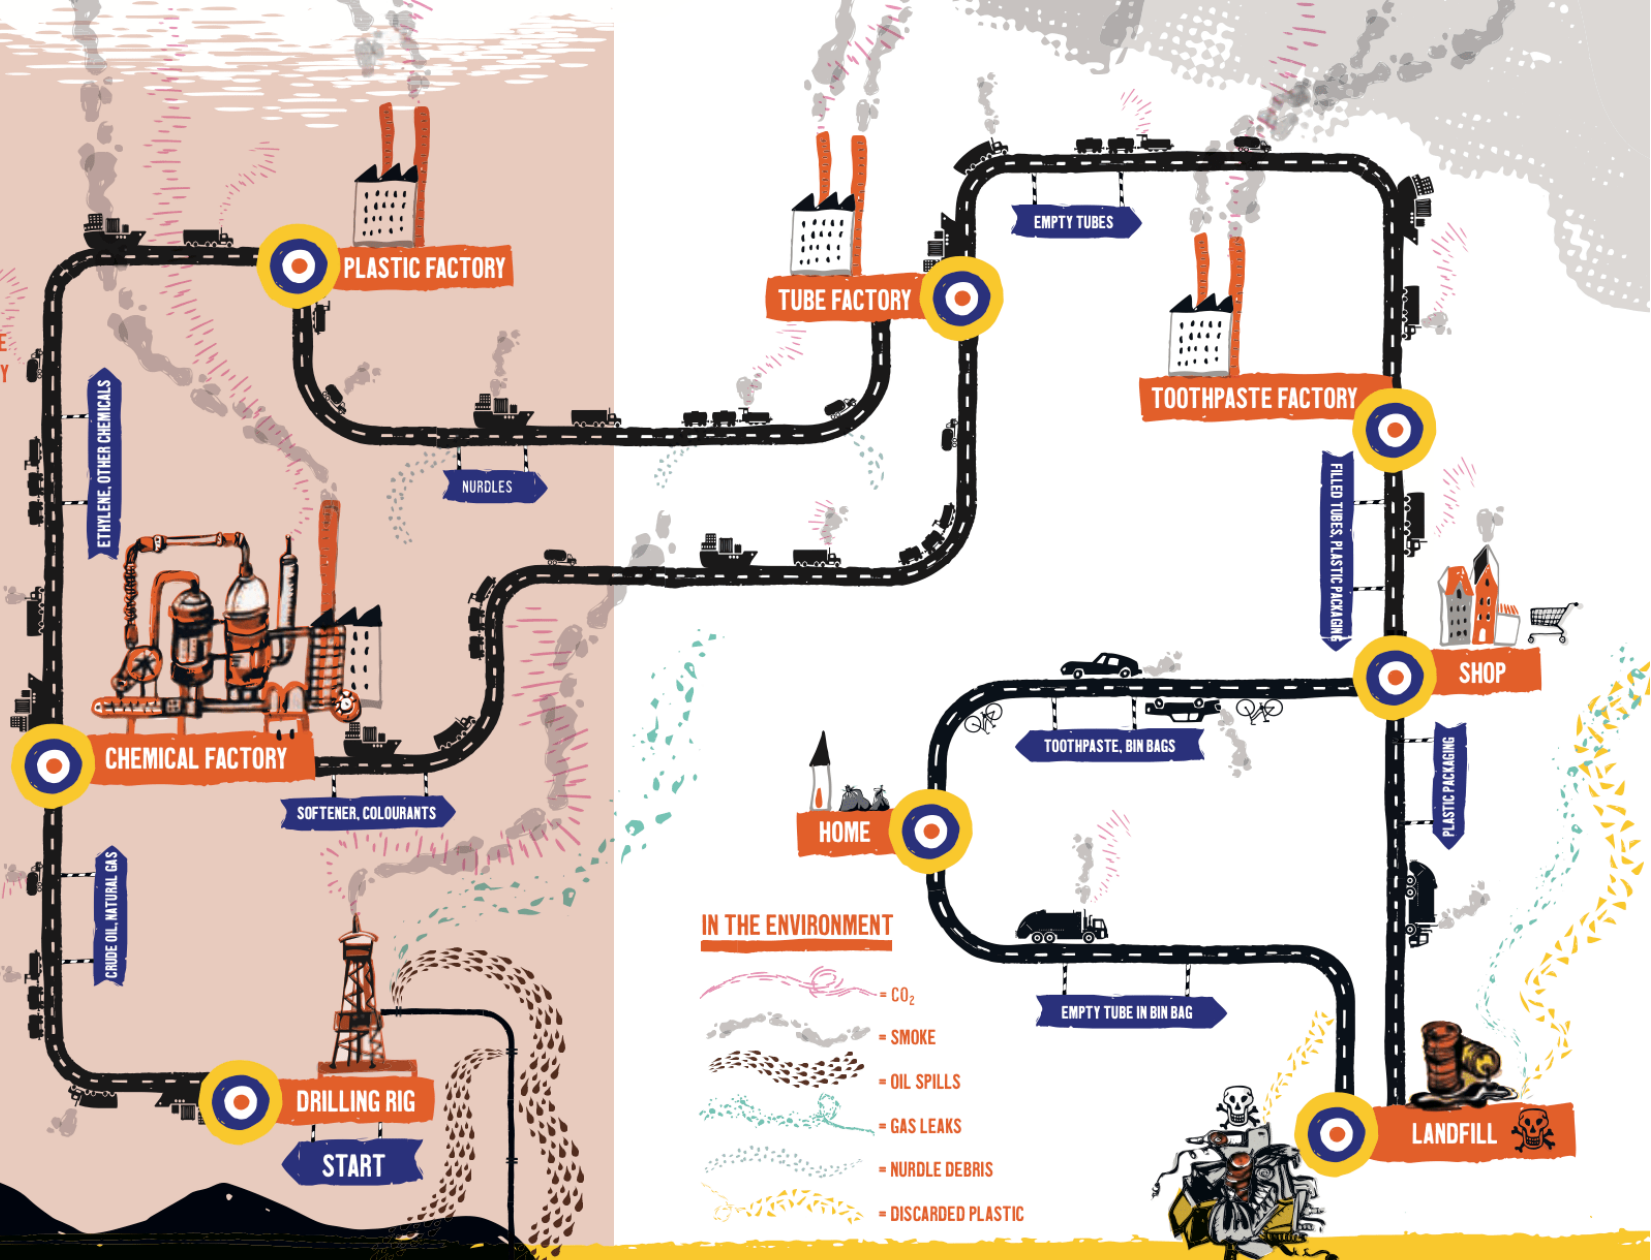 PLASTIC FACTORY
TUBE FACTORY
EMPTY TUBES
TOOTHPASTE FACTORY
E
Y
ETHYLENE, OTHER CHEMICALS
NURDLES
FILLED TUBES, PLASTIC PACKAGING
SHOP
CHEMICAL FACTORY
SOFTENER, COLOURANTS
TOOTHPASTE, BIN BAGS
PLASTIC PACKAGING
HOME
CRUDE OIL, NATURAL GAS
IN THE ENVIRONMENT
= CO₂
= SMOKE
= OIL SPILLS
= GAS LEAKS
= NURDLE DEBRIS
= DISCARDED PLASTIC
EMPTY TUBE IN BIN BAG
DRILLING RIG
START
LANDFILL